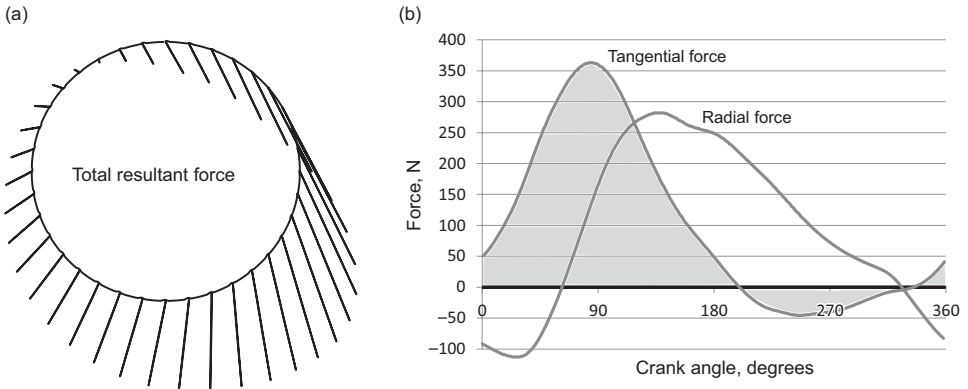 (a)
Total resultant force
(b)
400
350
300
250
200
150
100
50
0
−50
−100
Force, N
Tangential force
Radial force
0 90 180 270 360
Crank angle, degrees